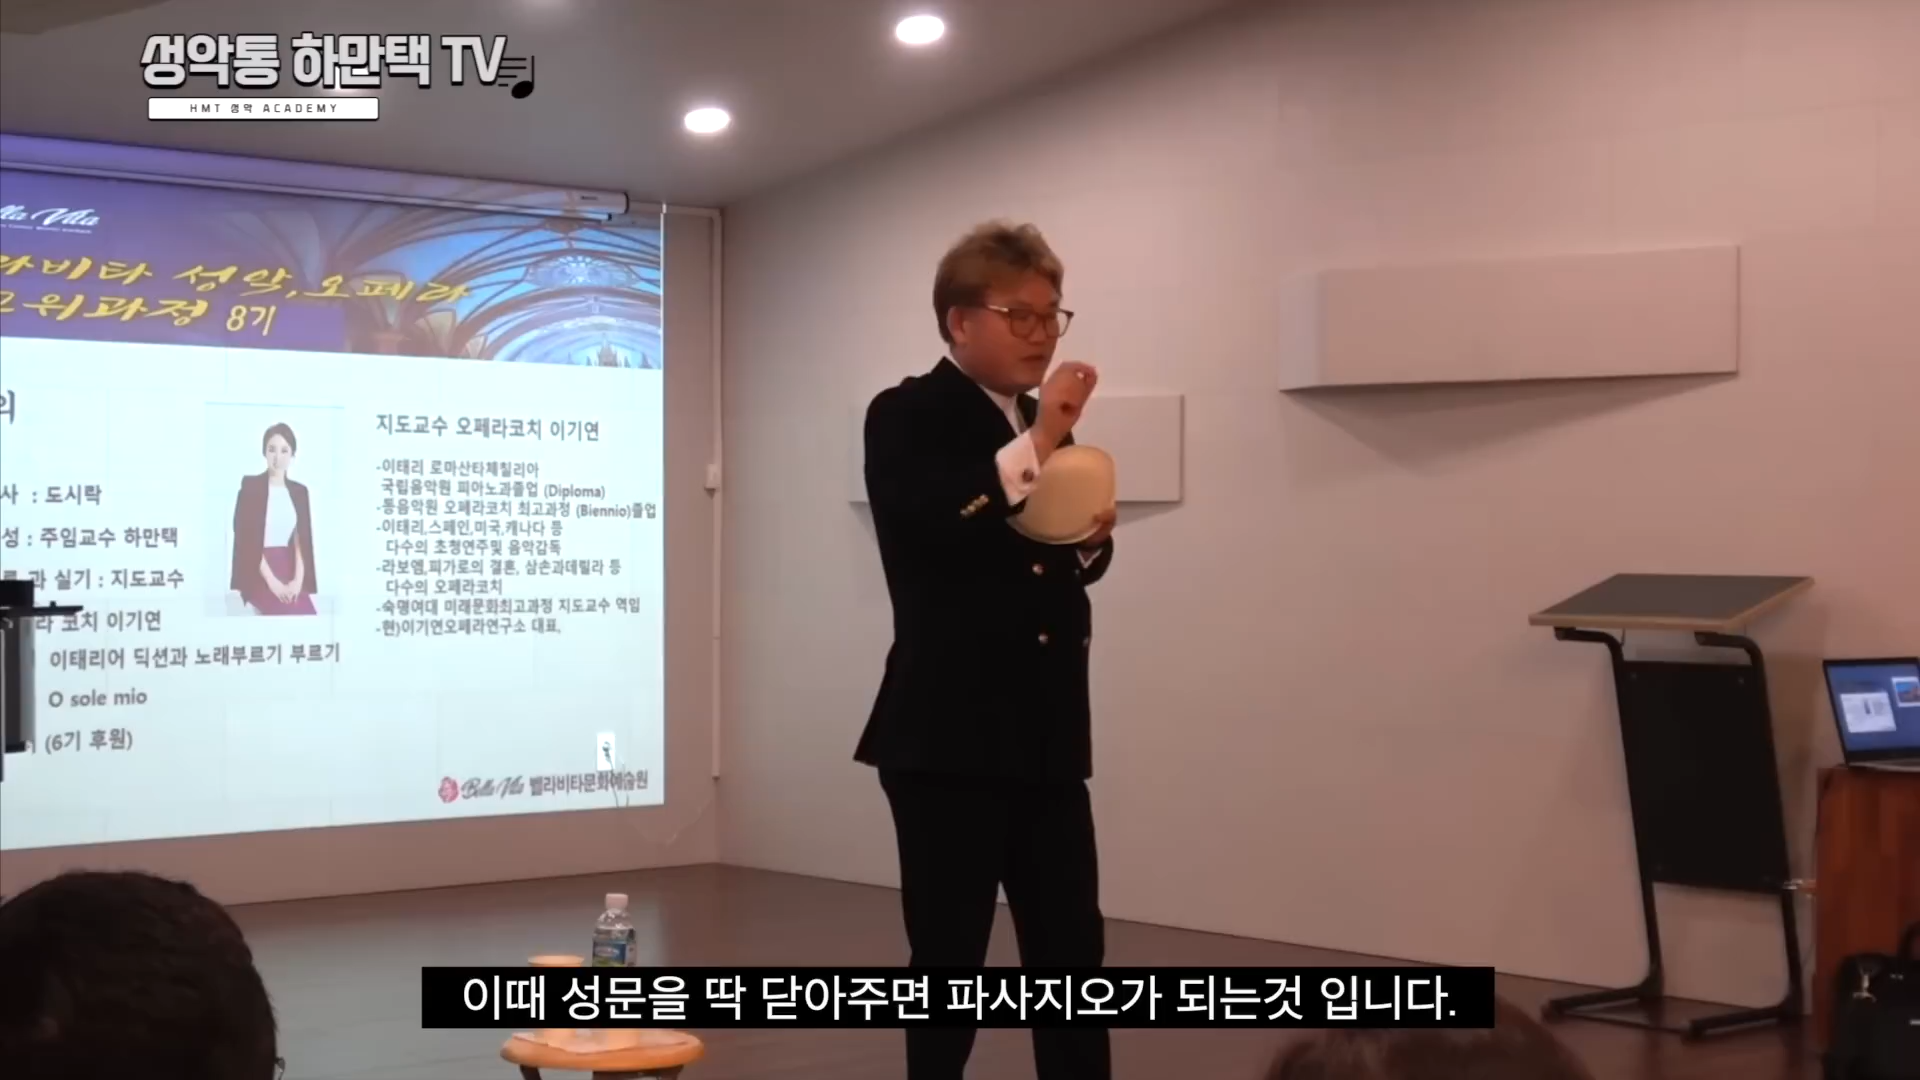 성악통 하만택 TV
HMT 성악 ACADEMY
lla Vita
라비타 성악,오페라
고위과정 8기
의
지도교수 오페라코치 이기연
-이태리 로마산타체칠리아
국립음악원 피아노과졸업 (Diploma)
-통음악원 오페라코치 최고과정 (Biennio)졸업
-이태리,스페인,미국,캐나다 등
다수의 초청연주및 음악감독
-라보엠,피가로의 결혼, 삼손과데릴라 등
다수의 오페라코치
-숙명여대 미래문화최고과정 지도교수 역임
-현)이기연오페라연구소 대표,
사 : 도시락
성 : 주임교수 하만택
과 실기 : 지도교수
라 코치 이기연
이태리어 딕션과 노래부르기 부르기
O sole mio
(6기 후원)
Bella Vita 벨라비타문화예술원
이때 성문을 딱 닫아주면 파사지오가 되는것 입니다.